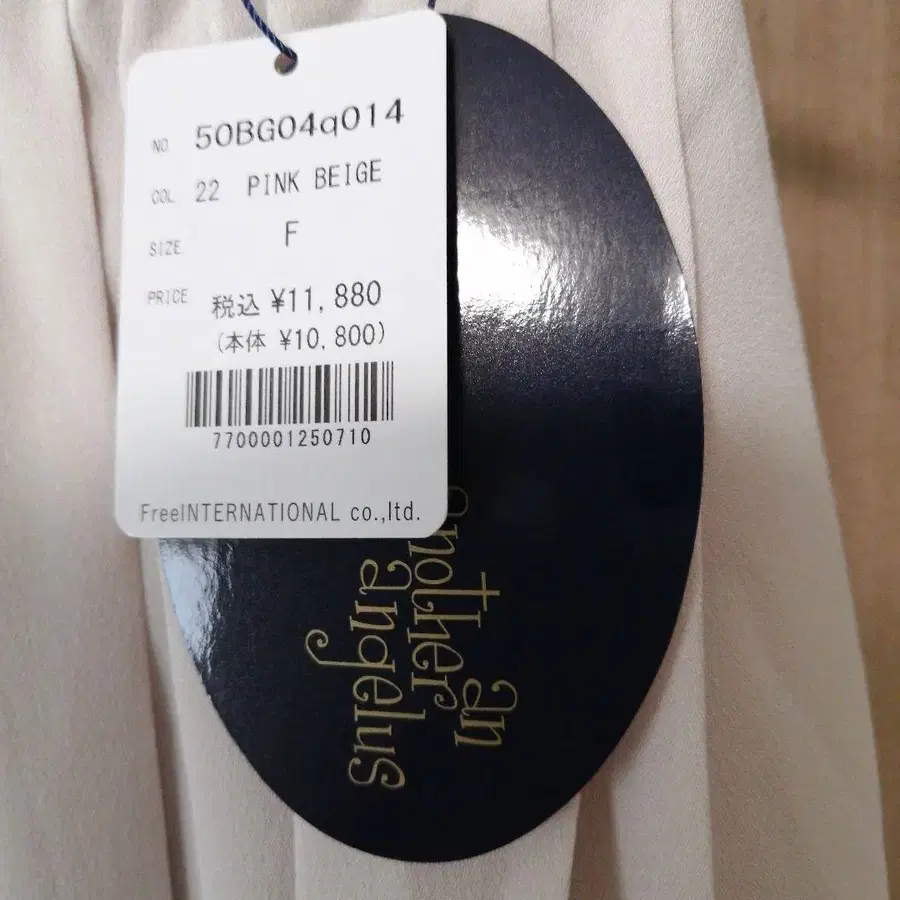 NO 50BG04q014
COL 22 PINK BEIGE
SIZE F
PRICE 税込 ¥11,880
(本体 ¥10,800)
7700001250710
FreeINTERNATIONAL co.,ltd.
an
another
angelus